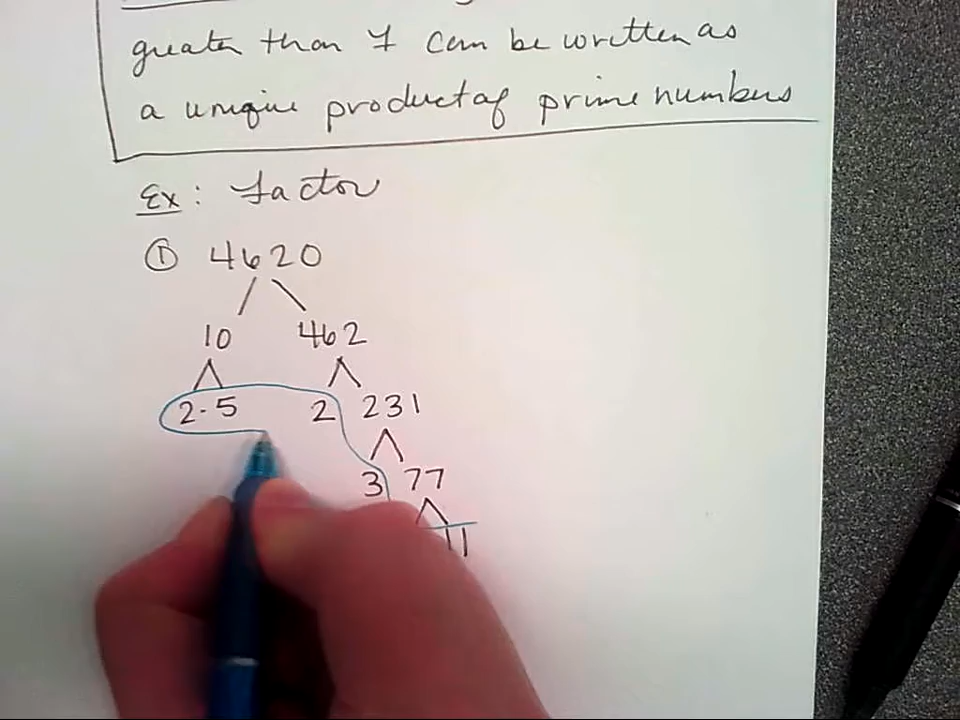 greater than 1 can be written as
a unique product of prime numbers
Ex: Factor
① 4620
10 462
2·5 2 231
3 77
11